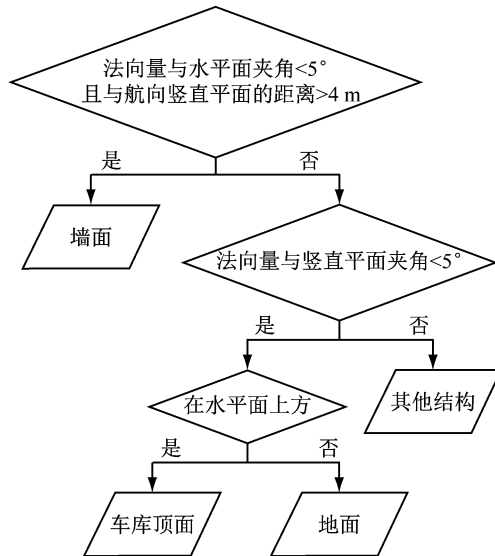 法向量与水平面夹角<5°
且与航向竖直平面的距离>4 m
是
否
墙面
法向量与竖直平面夹角<5°
是
否
在水平面上方
其他结构
是
否
车库顶面
地面